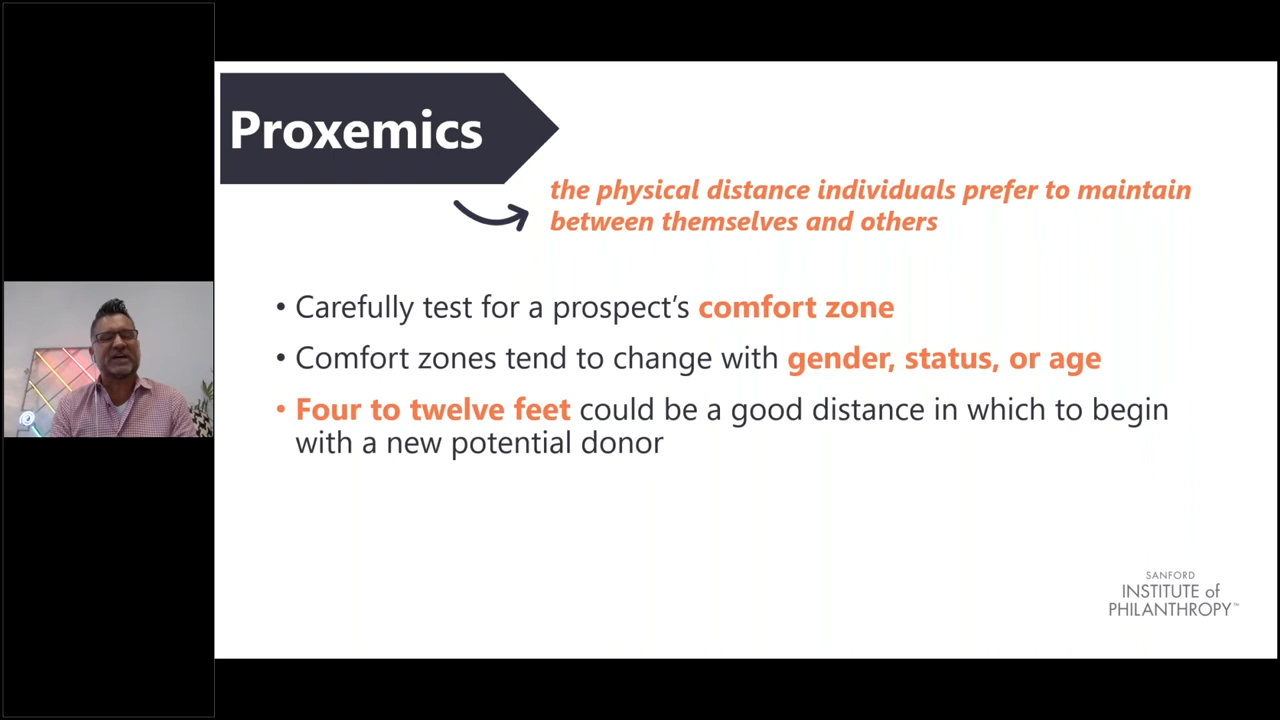 Proxemics
the physical distance individuals prefer to maintain
between themselves and others
• Carefully test for a prospect's comfort zone
• Comfort zones tend to change with gender, status, or age
• Four to twelve feet could be a good distance in which to begin
with a new potential donor
SANFORD
INSTITUTE of
PHILANTHROPY™